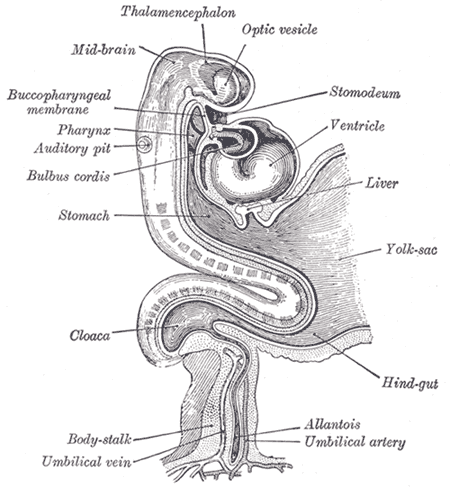 Thalamencephalon
Optic vesicle
Mid-brain
Buccopharyngeal
membrane
Stomodeum
Pharynx
Ventricle
Auditory pit
Bulbus cordis
Liver
Stomach
Yolk-sac
Cloaca
Hind-gut
Allantois
Body-stalk
Umbilical artery
Umbilical vein